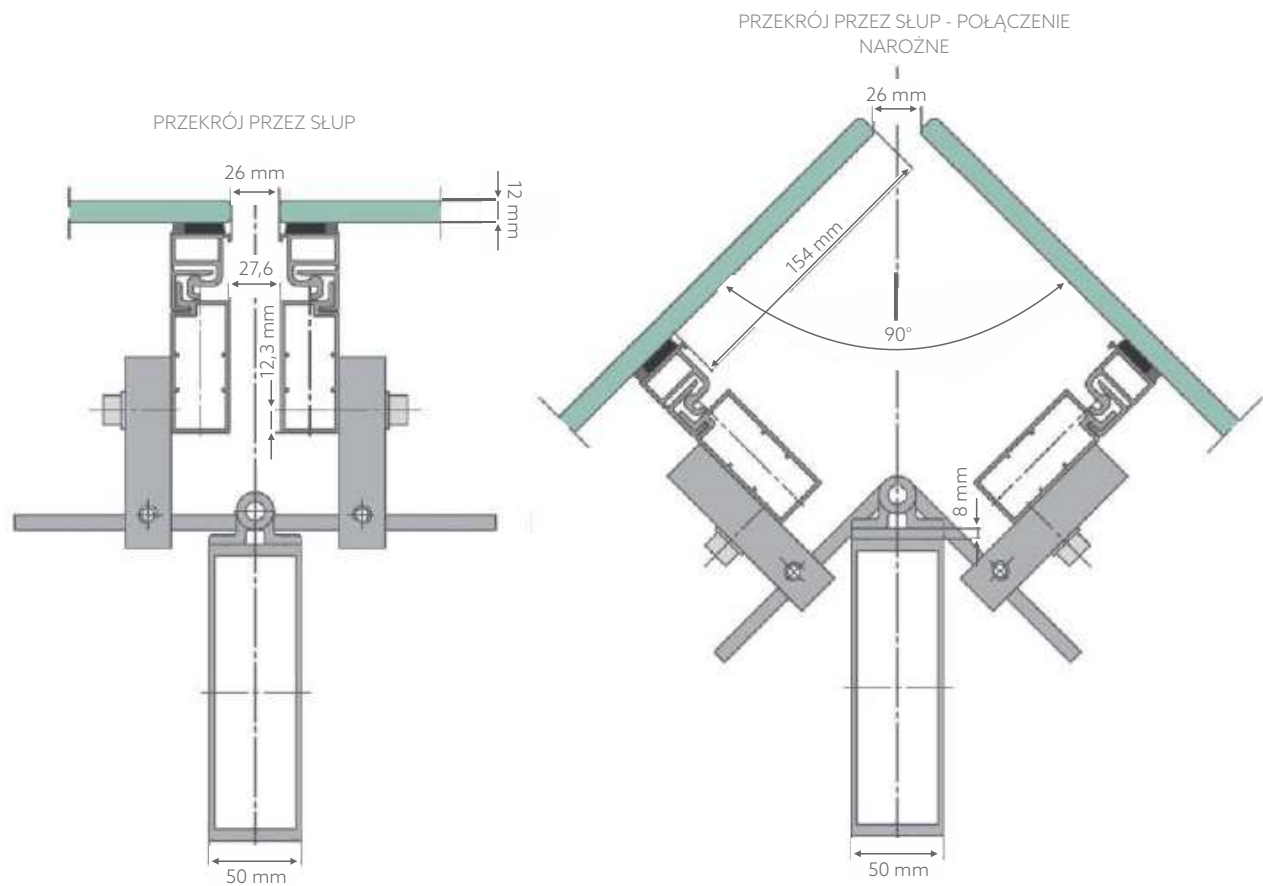 PRZEKRÓJ PRZEZ SŁUP - POŁĄCZENIE
NAROŻNE
PRZEKRÓJ PRZEZ SŁUP
26 mm
12 mm
27,6
12,3 mm
50 mm
26 mm
154 mm
90°
8 mm
50 mm